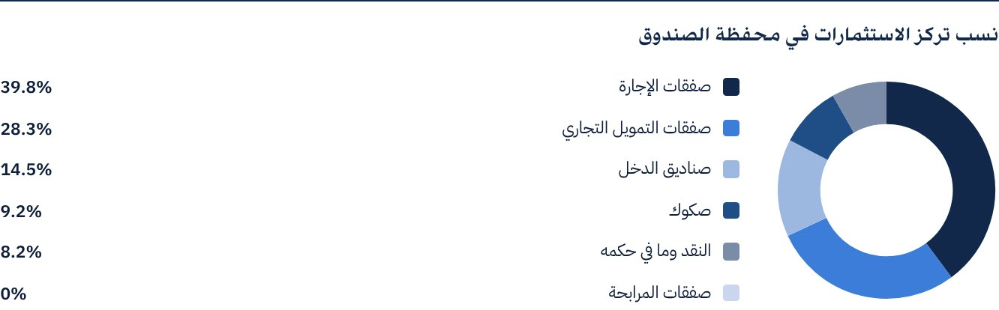 نسب تركز الاستثمارات في محفظة الصندوق
صفقات الإجارة 39.8%
صفقات التمويل التجاري 28.3%
صناديق الدخل 14.5%
صكوك 9.2%
النقد وما في حكمه 8.2%
صفقات المرابحة 0%